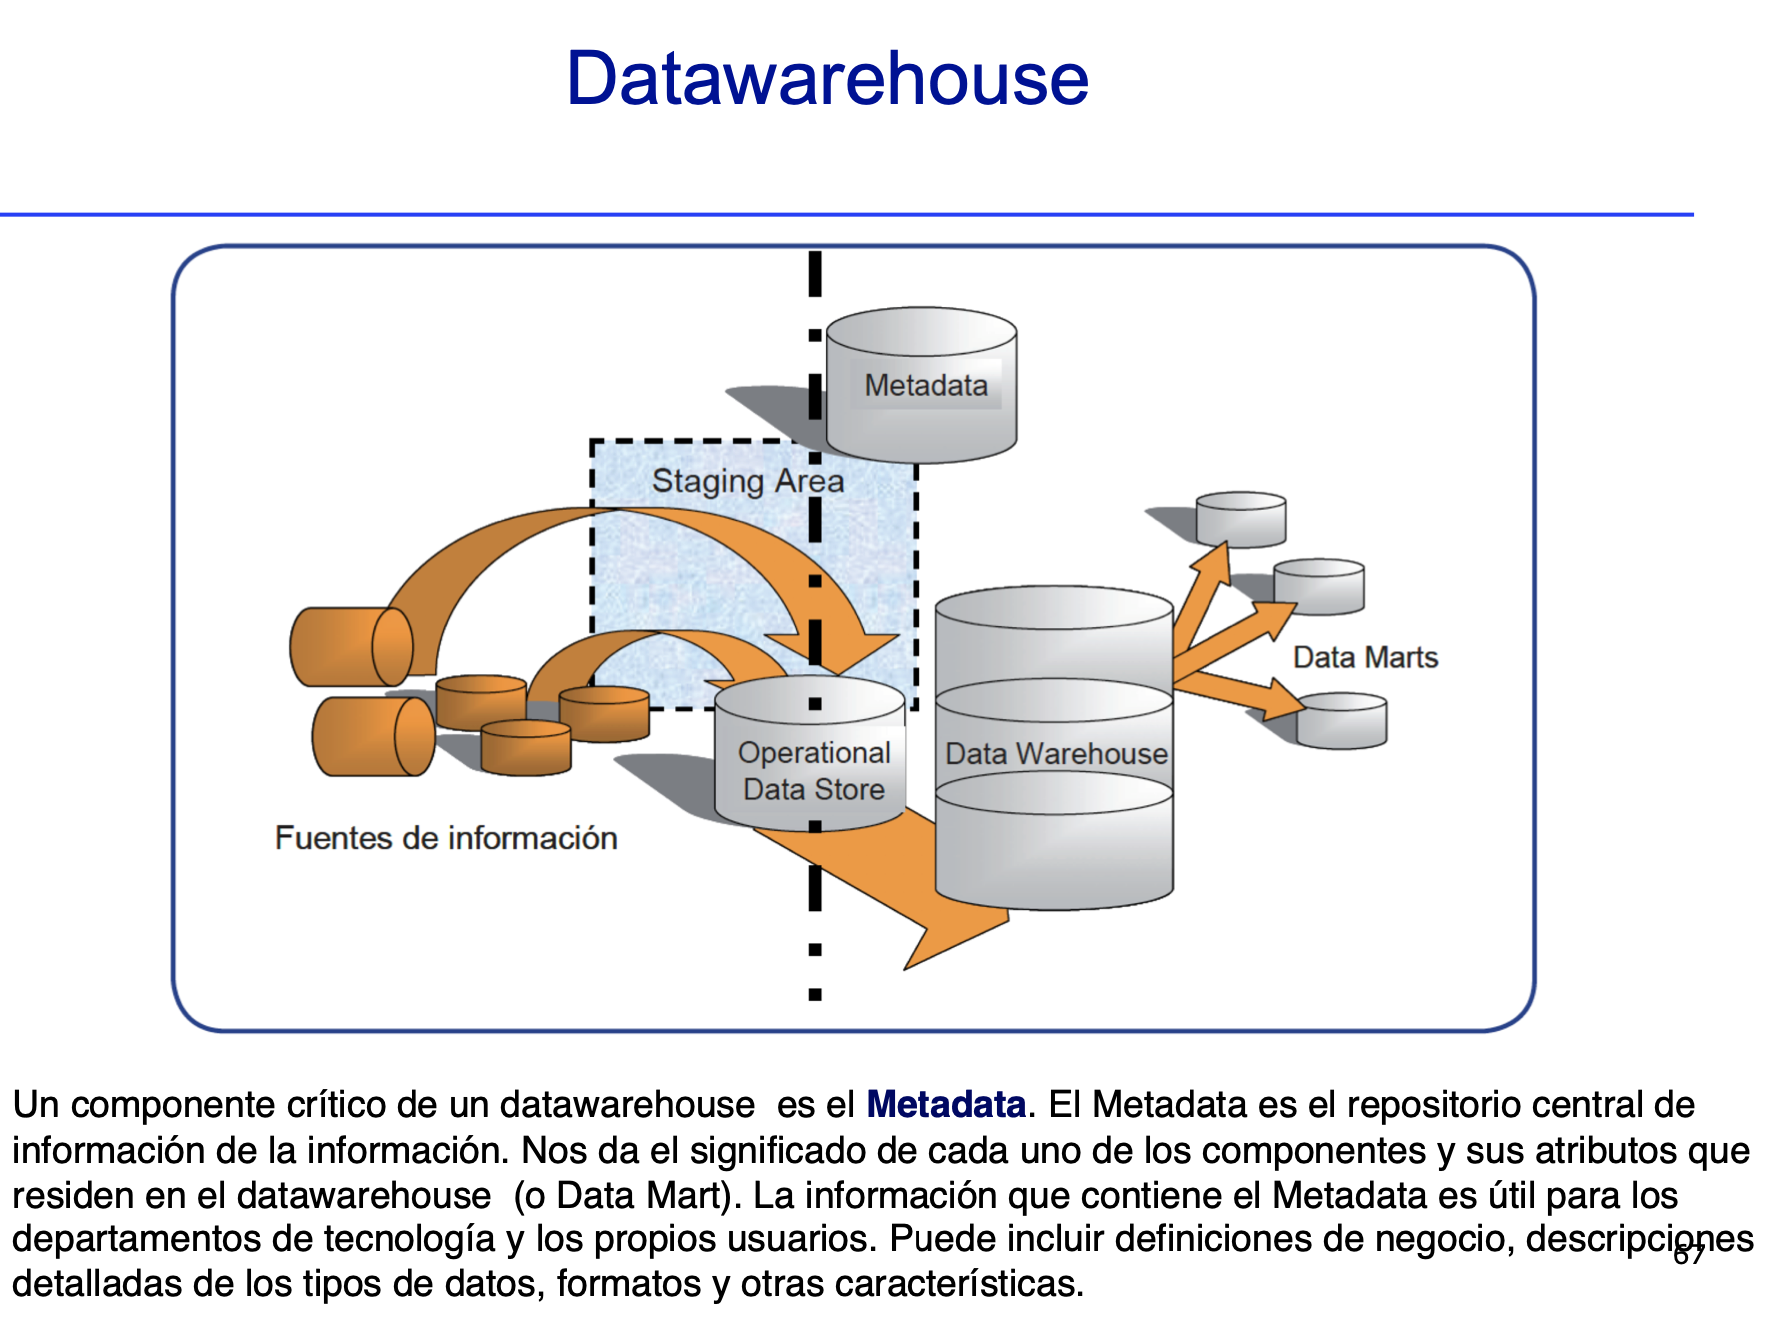 Datawarehouse
Metadata
Staging Area
Data Marts
Operational
Data Store
Data Warehouse
Fuentes de información
Un componente crítico de un datawarehouse  es el Metadata. El Metadata es el repositorio central de
información de la información. Nos da el significado de cada uno de los componentes y sus atributos que
residen en el datawarehouse  (o Data Mart). La información que contiene el Metadata es útil para los
departamentos de tecnología y los propios usuarios. Puede incluir definiciones de negocio, descripciones
67
detalladas de los tipos de datos, formatos y otras características.